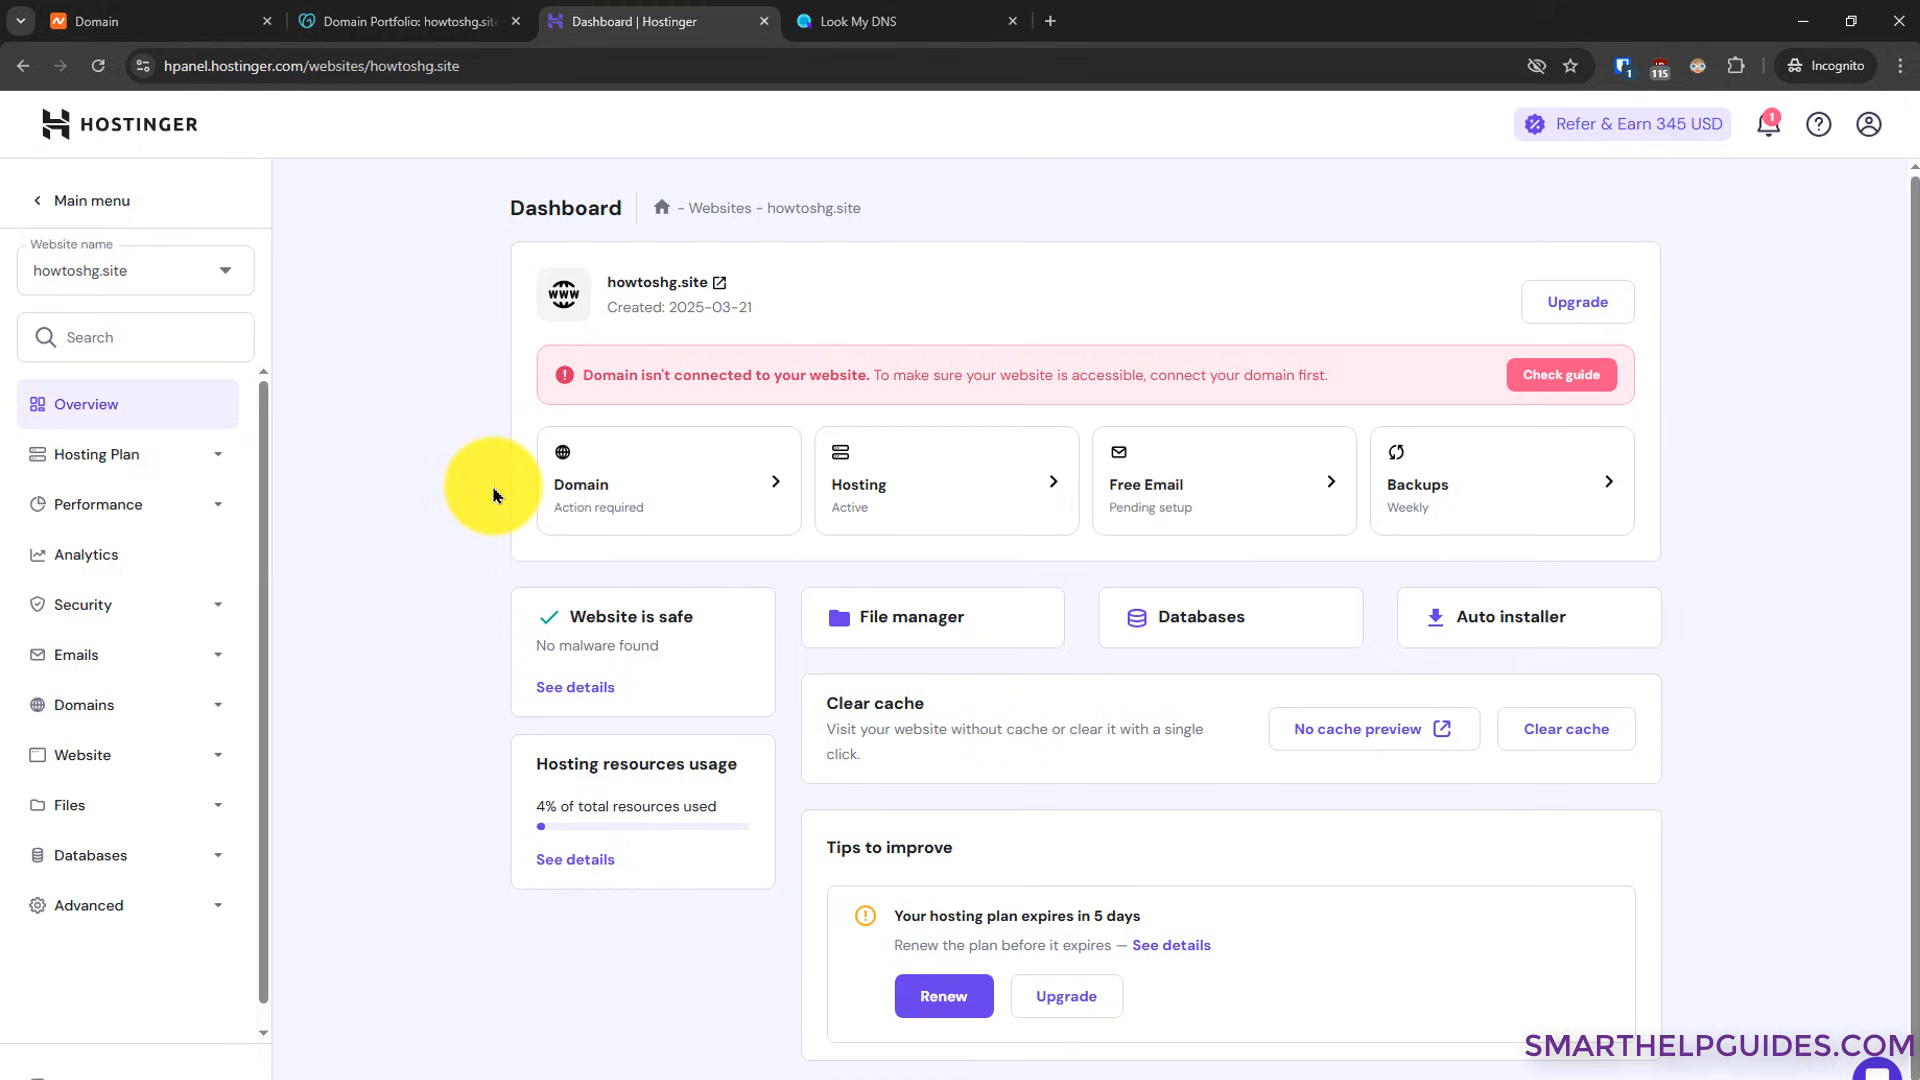 Domain
Domain Portfolio: howtoshg.sit
Dashboard | Hostinger
Look My DNS
hpanel.hostinger.com/websites/howtoshg.site
1
115
Incognito
HOSTINGER
Refer & Earn 345 USD
1
Main menu
Website name
howtoshg.site
Search
Overview
Hosting Plan
Performance
Analytics
Security
Emails
Domains
Website
Files
Databases
Advanced
Dashboard
- Websites - howtoshg.site
www
howtoshg.site
Created: 2025-03-21
Upgrade
Domain isn't connected to your website. To make sure your website is accessible, connect your domain first.
Check guide
Domain
Action required
Hosting
Active
Free Email
Pending setup
Backups
Weekly
Website is safe
No malware found
See details
File manager
Databases
Auto installer
Clear cache
Visit your website without cache or clear it with a single
click.
No cache preview
Clear cache
Hosting resources usage
4% of total resources used
See details
Tips to improve
Your hosting plan expires in 5 days
Renew the plan before it expires — See details
Renew
Upgrade
SMARTHELPGUIDES.COM